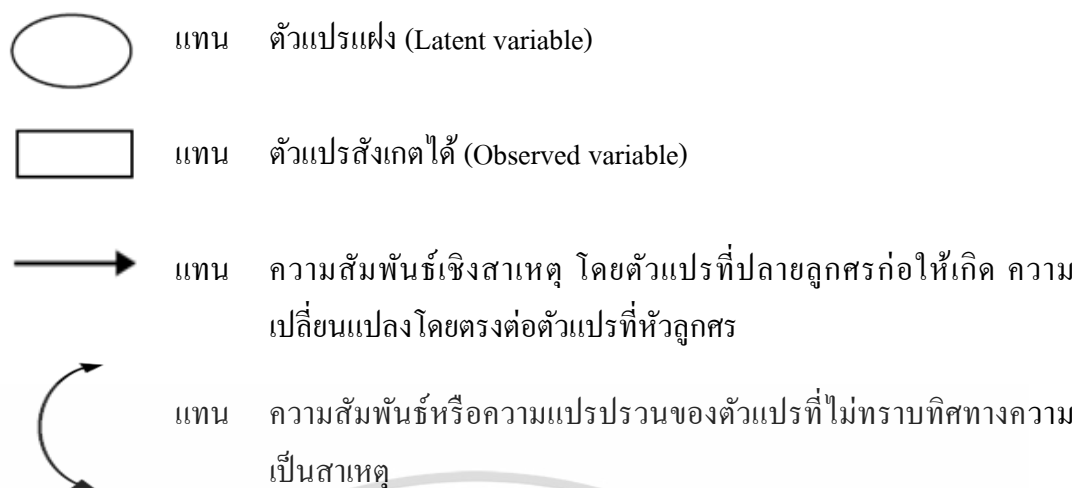 แทน ตัวแปรแฝง (Latent variable)
แทน ตัวแปรสังเกตได้ (Observed variable)
แทน ความสัมพันธ์เชิงสาเหตุ โดยตัวแปรที่ปลายลูกศรก่อให้เกิด ความ
เปลี่ยนแปลงโดยตรงต่อตัวแปรที่หัวลูกศร
แทน ความสัมพันธ์หรือความแปรปรวนของตัวแปรที่ไม่ทราบทิศทางความ
เป็นสาเหตุ